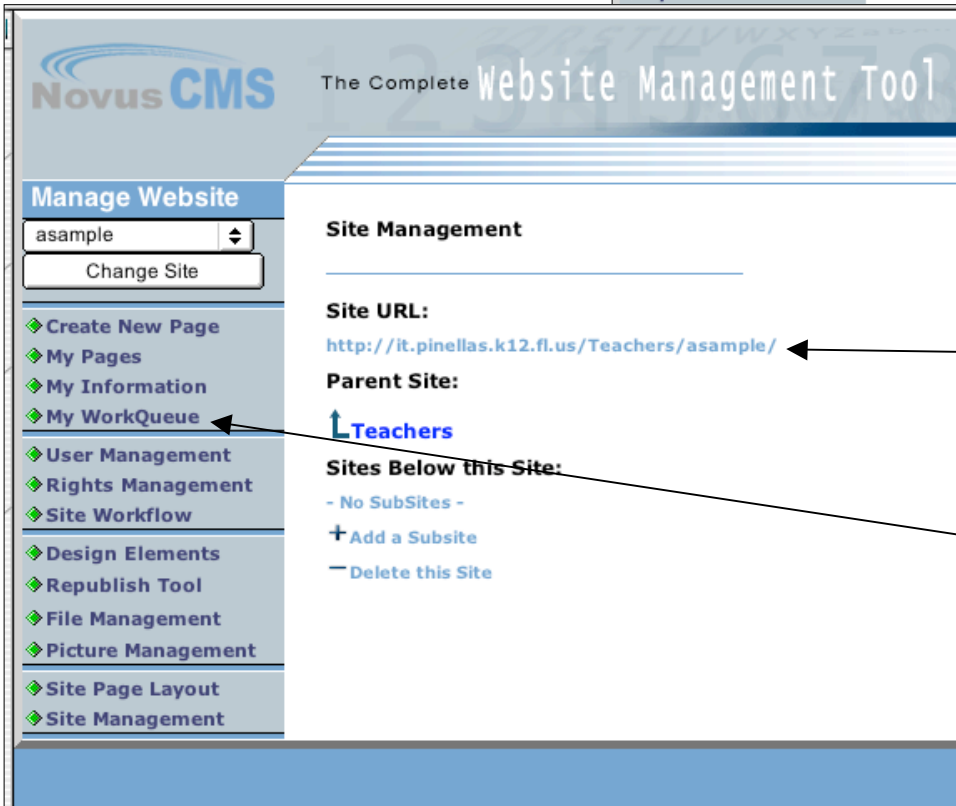 Novus CMS
The Complete Website Management Tool
Manage Website
asample
Change Site
Create New Page
My Pages
My Information
My WorkQueue
User Management
Rights Management
Site Workflow
Design Elements
Republish Tool
File Management
Picture Management
Site Page Layout
Site Management
Site Management
Site URL:
http://it.pinellas.k12.fl.us/Teachers/asample/
Parent Site:
Teachers
Sites Below this Site:
- No SubSites -
Add a Subsite
Delete this Site